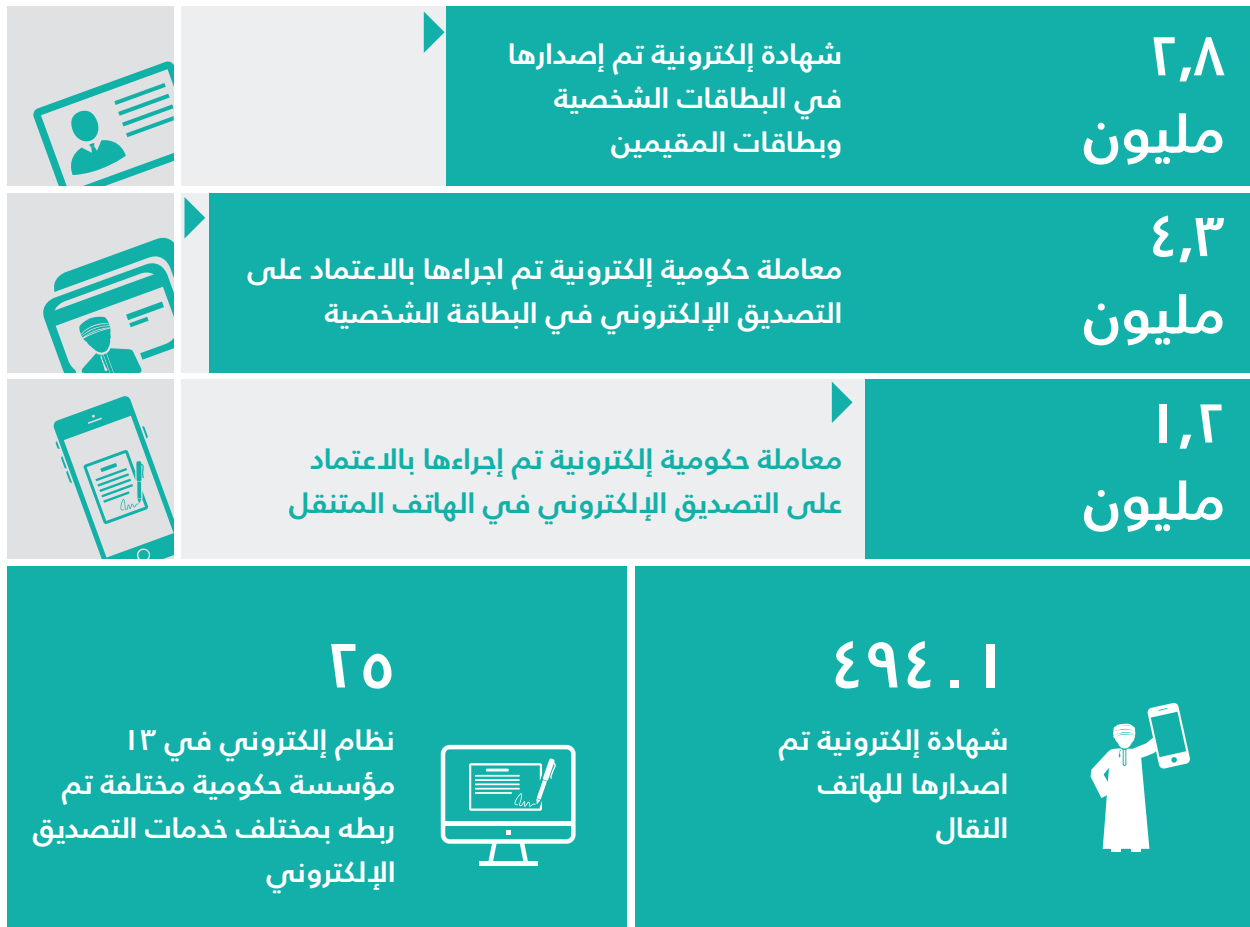 ٢,٨
مليون
شهادة إلكترونية تم إصدارها
في البطاقات الشخصية
وبطاقات المقيمين
٤,٣
مليون
معاملة حكومية إلكترونية تم اجراءها بالاعتماد على
التصديق الإلكتروني في البطاقة الشخصية
١,٢
مليون
معاملة حكومية إلكترونية تم إجراءها بالاعتماد
على التصديق الإلكتروني في الهاتف المتنقل
٤٩٤٠١
شهادة إلكترونية تم
اصدارها للهاتف
النقال
٢٥
نظام إلكتروني في ١٣
مؤسسة حكومية مختلفة تم
ربطه بمختلف خدمات التصديق
الإلكتروني